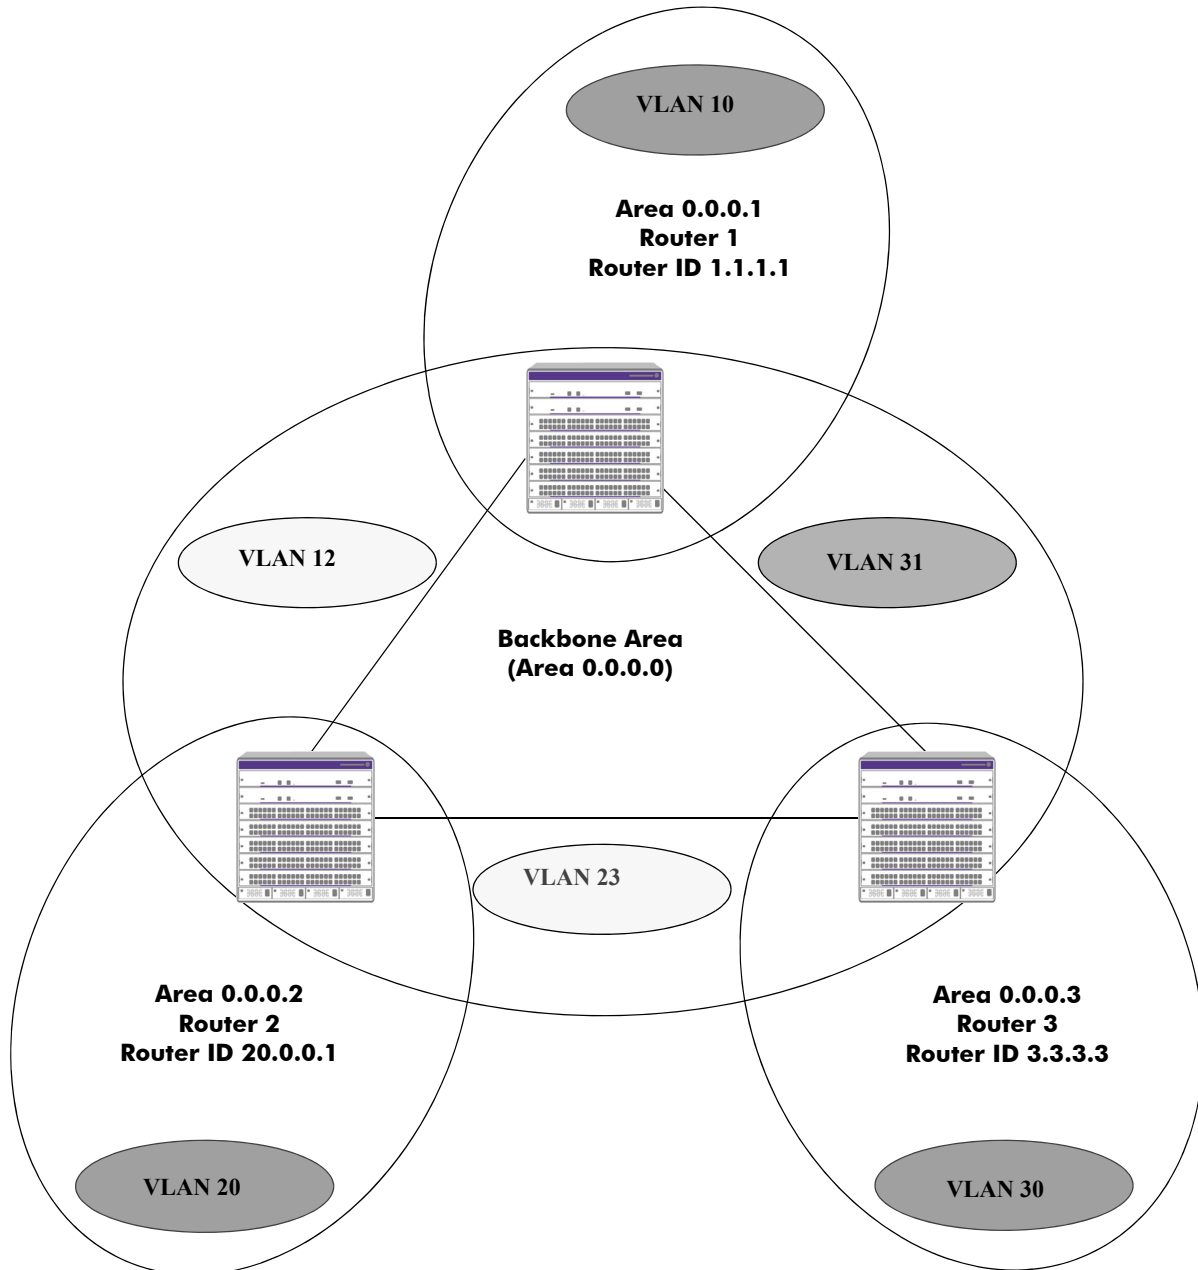 VLAN 10
Area 0.0.0.1
Router 1
Router ID 1.1.1.1
VLAN 12
VLAN 31
Backbone Area
(Area 0.0.0.0)
VLAN 23
Area 0.0.0.2
Router 2
Router ID 20.0.0.1
Area 0.0.0.3
Router 3
Router ID 3.3.3.3
VLAN 20
VLAN 30